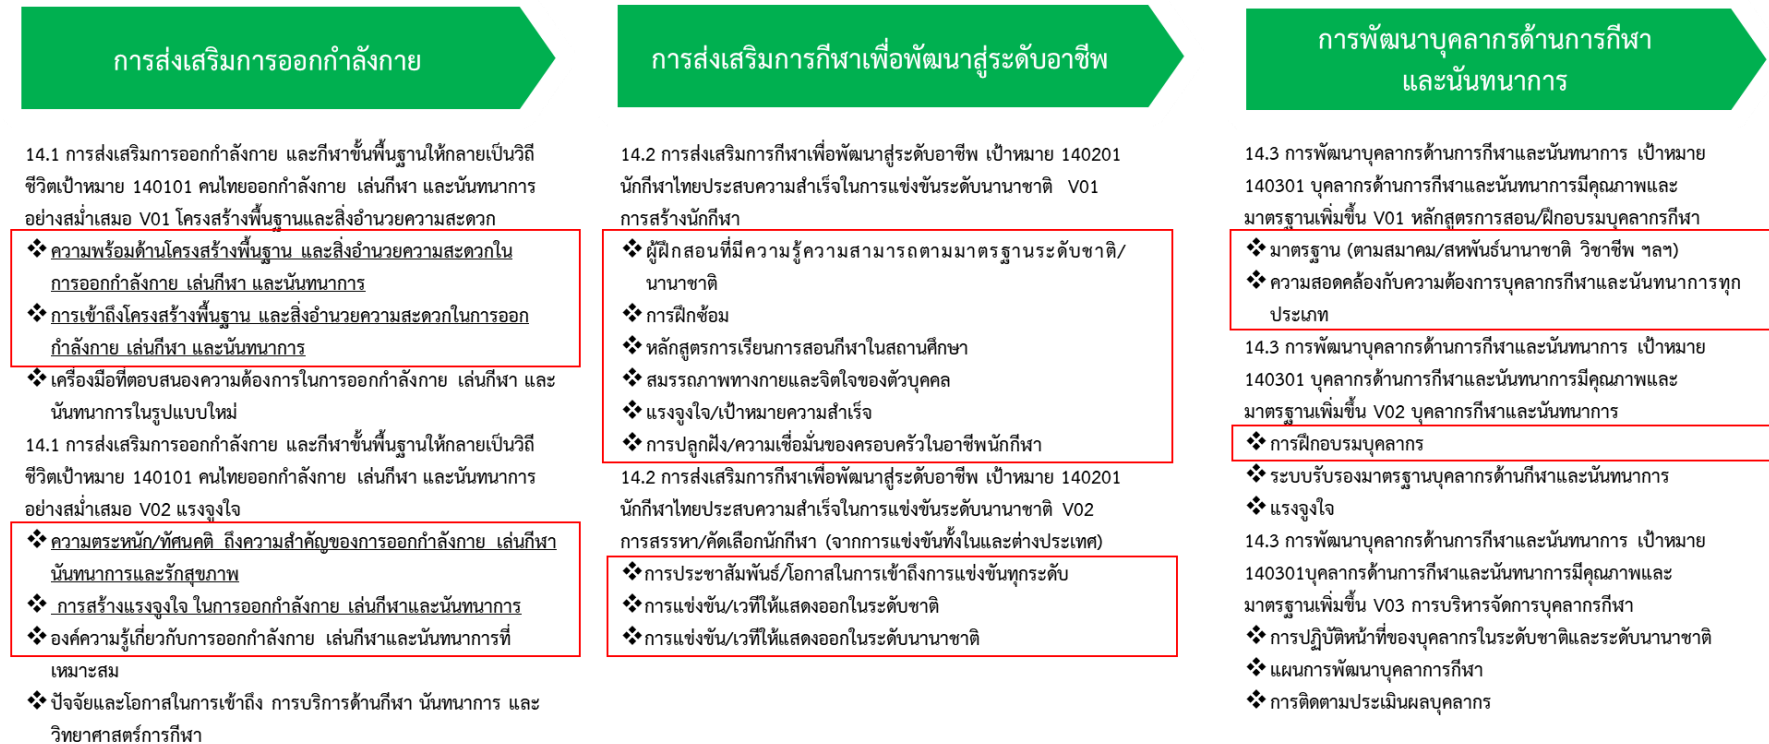 การส่งเสริมการออกกำลังกาย
14.1 การส่งเสริมการออกกำลังกาย และกีฬาขั้นพื้นฐานให้กลายเป็นวิถี
ชีวิตเป้าหมาย 140101 คนไทยออกกำลังกาย เล่นกีฬา และนันทนาการ
อย่างสม่ำเสมอ V01 โครงสร้างพื้นฐานและสิ่งอำนวยความสะดวก
❖ ความพร้อมด้านโครงสร้างพื้นฐาน และสิ่งอำนวยความสะดวกใน
การออกกำลังกาย เล่นกีฬา และนันทนาการ
❖ การเข้าถึงโครงสร้างพื้นฐาน และสิ่งอำนวยความสะดวกในการออก
กำลังกาย เล่นกีฬา และนันทนาการ
❖ เครื่องมือที่ตอบสนองความต้องการในการออกกำลังกาย เล่นกีฬา และ
นันทนาการในรูปแบบใหม่
14.1 การส่งเสริมการออกกำลังกาย และกีฬาขั้นพื้นฐานให้กลายเป็นวิถี
ชีวิตเป้าหมาย 140101 คนไทยออกกำลังกาย เล่นกีฬา และนันทนาการ
อย่างสม่ำเสมอ V02 แรงจูงใจ
❖ ความตระหนัก/ทัศนคติ ถึงความสำคัญของการออกกำลังกาย เล่นกีฬา
นันทนาการและรักสุขภาพ
❖ การสร้างแรงจูงใจ ในการออกกำลังกาย เล่นกีฬาและนันทนาการ
❖ องค์ความรู้เกี่ยวกับการออกกำลังกาย เล่นกีฬาและนันทนาการที่
เหมาะสม
❖ ปัจจัยและโอกาสในการเข้าถึง การบริการด้านกีฬา นันทนาการ และ
วิทยาศาสตร์การกีฬา
การส่งเสริมการกีฬาเพื่อพัฒนาสู่ระดับอาชีพ
14.2 การส่งเสริมการกีฬาเพื่อพัฒนาสู่ระดับอาชีพ เป้าหมาย 140201
นักกีฬาไทยประสบความสำเร็จในการแข่งขันระดับนานาชาติ V01
การสร้างนักกีฬา
❖ ผู้ฝึกสอนที่มีความรู้ความสามารถตามมาตรฐานระดับชาติ/
นานาชาติ
❖ การฝึกซ้อม
❖ หลักสูตรการเรียนการสอนกีฬาในสถานศึกษา
❖ สมรรถภาพทางกายและจิตใจของตัวบุคคล
❖ แรงจูงใจ/เป้าหมายความสำเร็จ
❖ การปลูกฝัง/ความเชื่อมั่นของครอบครัวในอาชีพนักกีฬา
14.2 การส่งเสริมการกีฬาเพื่อพัฒนาสู่ระดับอาชีพ เป้าหมาย 140201
นักกีฬาไทยประสบความสำเร็จในการแข่งขันระดับนานาชาติ V02
การสรรหา/คัดเลือกนักกีฬา (จากการแข่งขันทั้งในและต่างประเทศ)
❖ การประชาสัมพันธ์/โอกาสในการเข้าถึงการแข่งขันทุกระดับ
❖ การแข่งขัน/เวทีให้แสดงออกในระดับชาติ
❖ การแข่งขัน/เวทีให้แสดงออกในระดับนานาชาติ
การพัฒนาบุคลากรด้านการกีฬา
และนันทนาการ
14.3 การพัฒนาบุคลากรด้านการกีฬาและนันทนาการ เป้าหมาย
140301 บุคลากรด้านการกีฬาและนันทนาการมีคุณภาพและ
มาตรฐานเพิ่มขึ้น V01 หลักสูตรการสอน/ฝึกอบรมบุคลากรกีฬา
❖ มาตรฐาน (ตามสมาคม/สหพันธ์นานาชาติ วิชาชีพ ฯลฯ)
❖ ความสอดคล้องกับความต้องการบุคลากรกีฬาและนันทนาการทุก
ประเภท
14.3 การพัฒนาบุคลากรด้านการกีฬาและนันทนาการ เป้าหมาย
140301 บุคลากรด้านการกีฬาและนันทนาการมีคุณภาพและ
มาตรฐานเพิ่มขึ้น V02 บุคลากรกีฬาและนันทนาการ
❖ การฝึกอบรมบุคลากร
❖ ระบบรับรองมาตรฐานบุคลากรด้านกีฬาและนันทนาการ
❖ แรงจูงใจ
14.3 การพัฒนาบุคลากรด้านการกีฬาและนันทนาการ เป้าหมาย
140301บุคลากรด้านการกีฬาและนันทนาการมีคุณภาพและ
มาตรฐานเพิ่มขึ้น V03 การบริหารจัดการบุคลากรกีฬา
❖ การปฏิบัติหน้าที่ของบุคลากรในระดับชาติและระดับนานาชาติ
❖ แผนการพัฒนาบุคลาการกีฬา
❖ การติดตามประเมินผลบุคลากร